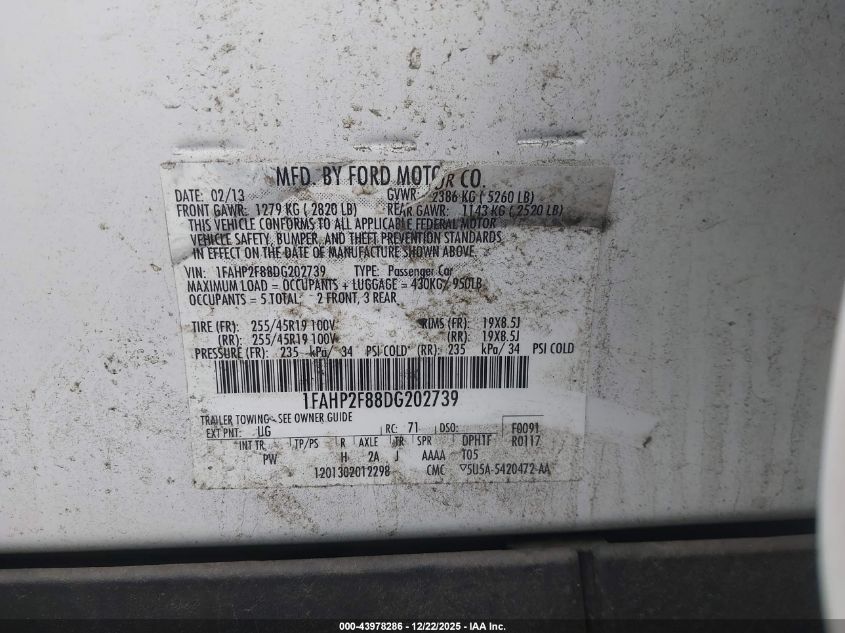 MFD. BY FORD MOTOR CO.
DATE: 02/13 GVWR: 2386 KG ( 5260 LB)
FRONT GAWR: 1279 KG ( 2820 LB) REAR GAWR: 1143 KG ( 2520 LB)
THIS VEHICLE CONFORMS TO ALL APPLICABLE FEDERAL MOTOR
VEHICLE SAFETY, BUMPER, AND THEFT PREVENTION STANDARDS
IN EFFECT ON THE DATE OF MANUFACTURE SHOWN ABOVE.
VIN: 1FAHP2F88DG202739 TYPE: Passenger Car
MAXIMUM LOAD = OCCUPANTS + LUGGAGE = 430KG/ 950LB
OCCUPANTS = 5 TOTAL: 2 FRONT, 3 REAR
TIRE (FR): 255/45R19 100V RIMS (FR): 19X8.5J
(RR): 255/45R19 100V (RR): 19X8.5J
PRESSURE (FR): 235 kPa/ 34 PSI COLD (RR): 235 kPa/ 34 PSI COLD
1FAHP2F88DG202739
TRAILER TOWING - SEE OWNER GUIDE
EXT PNT: UG RC: 71 DSO: F0091
INT TR TP/PS R AXLE TR SPR DPHTF R0117
PW H 2A J AAAA T05
1201302012298 CMC 5U5A-5420472-AA
000-43978286 - 12/22/2025 - IAA Inc.